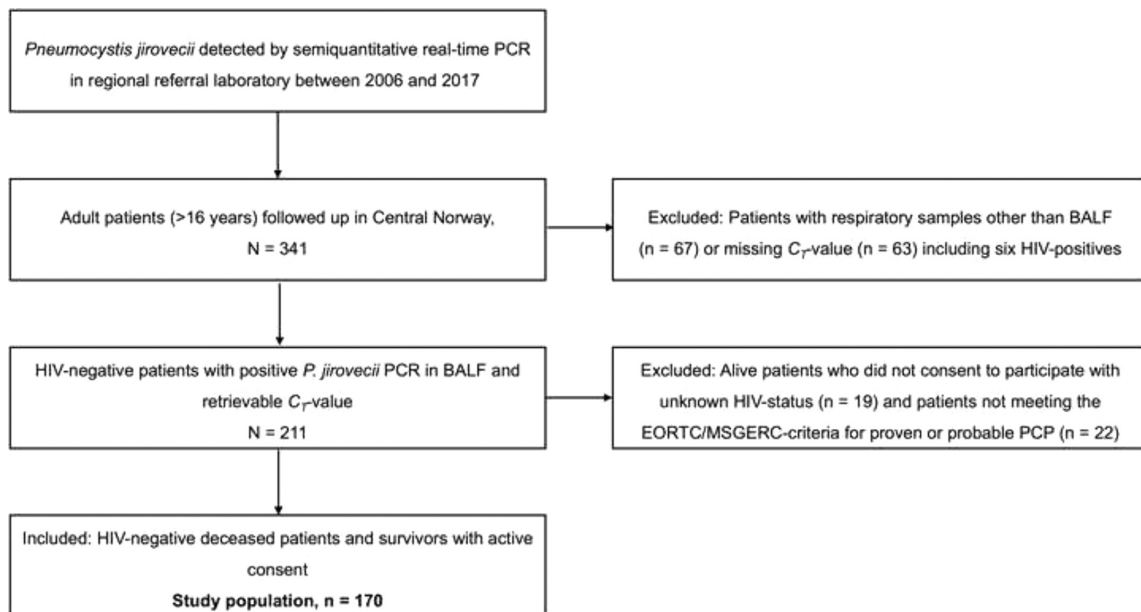 Pneumocystis jirovecii detected by semiquantitative real-time PCR
in regional referral laboratory between 2006 and 2017
Adult patients (>16 years) followed up in Central Norway,
N = 341
Excluded: Patients with respiratory samples other than BALF
(n = 67) or missing CT-value (n = 63) including six HIV-positives
HIV-negative patients with positive P. jirovecii PCR in BALF and
retrievable CT-value
N = 211
Excluded: Alive patients who did not consent to participate with
unknown HIV-status (n = 19) and patients not meeting the
EORTC/MSGERC-criteria for proven or probable PCP (n = 22)
Included: HIV-negative deceased patients and survivors with active
consent
Study population, n = 170